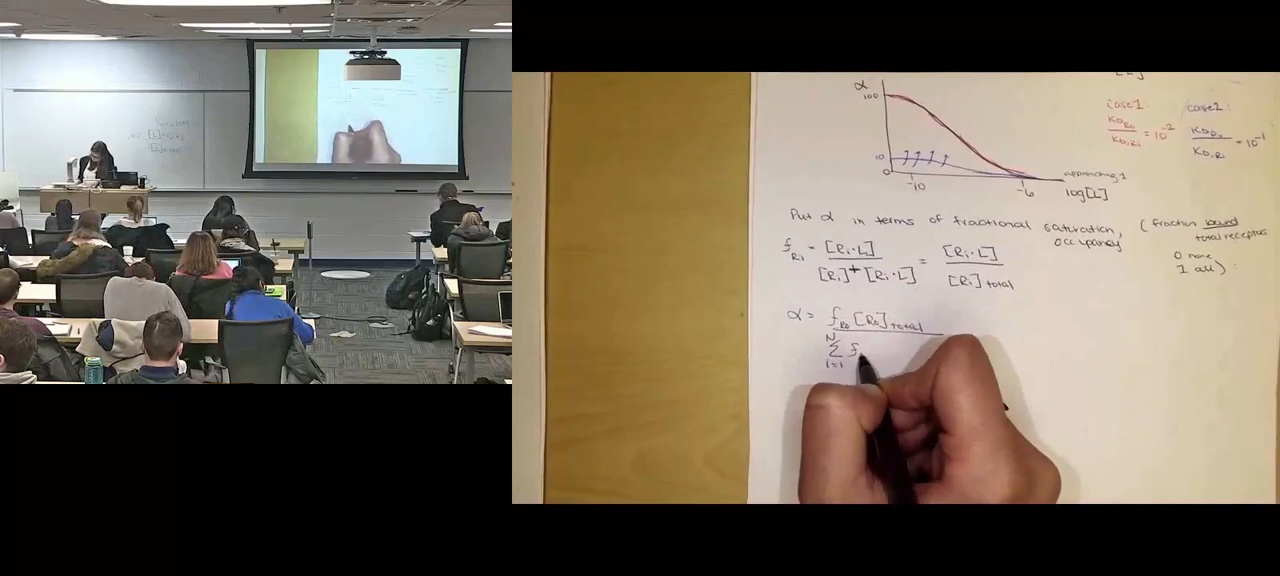 α
100
10
0
-10
-6
approaching 1
log[L]
case 1:
K_D,R₀ / K_D,Ri = 10⁻²
case 2:
K_D,R₀ / K_D,Ri = 10⁻¹
Put α in terms of fractional saturation, (fraction bound
occupancy total receptors
0 none
1 all)
f_Ri = [Ri·L] / [Ri] + [Ri·L] = [Ri·L] / [Ri]total
α = f_R₀ [R₀]total
N
Σ f
i=1